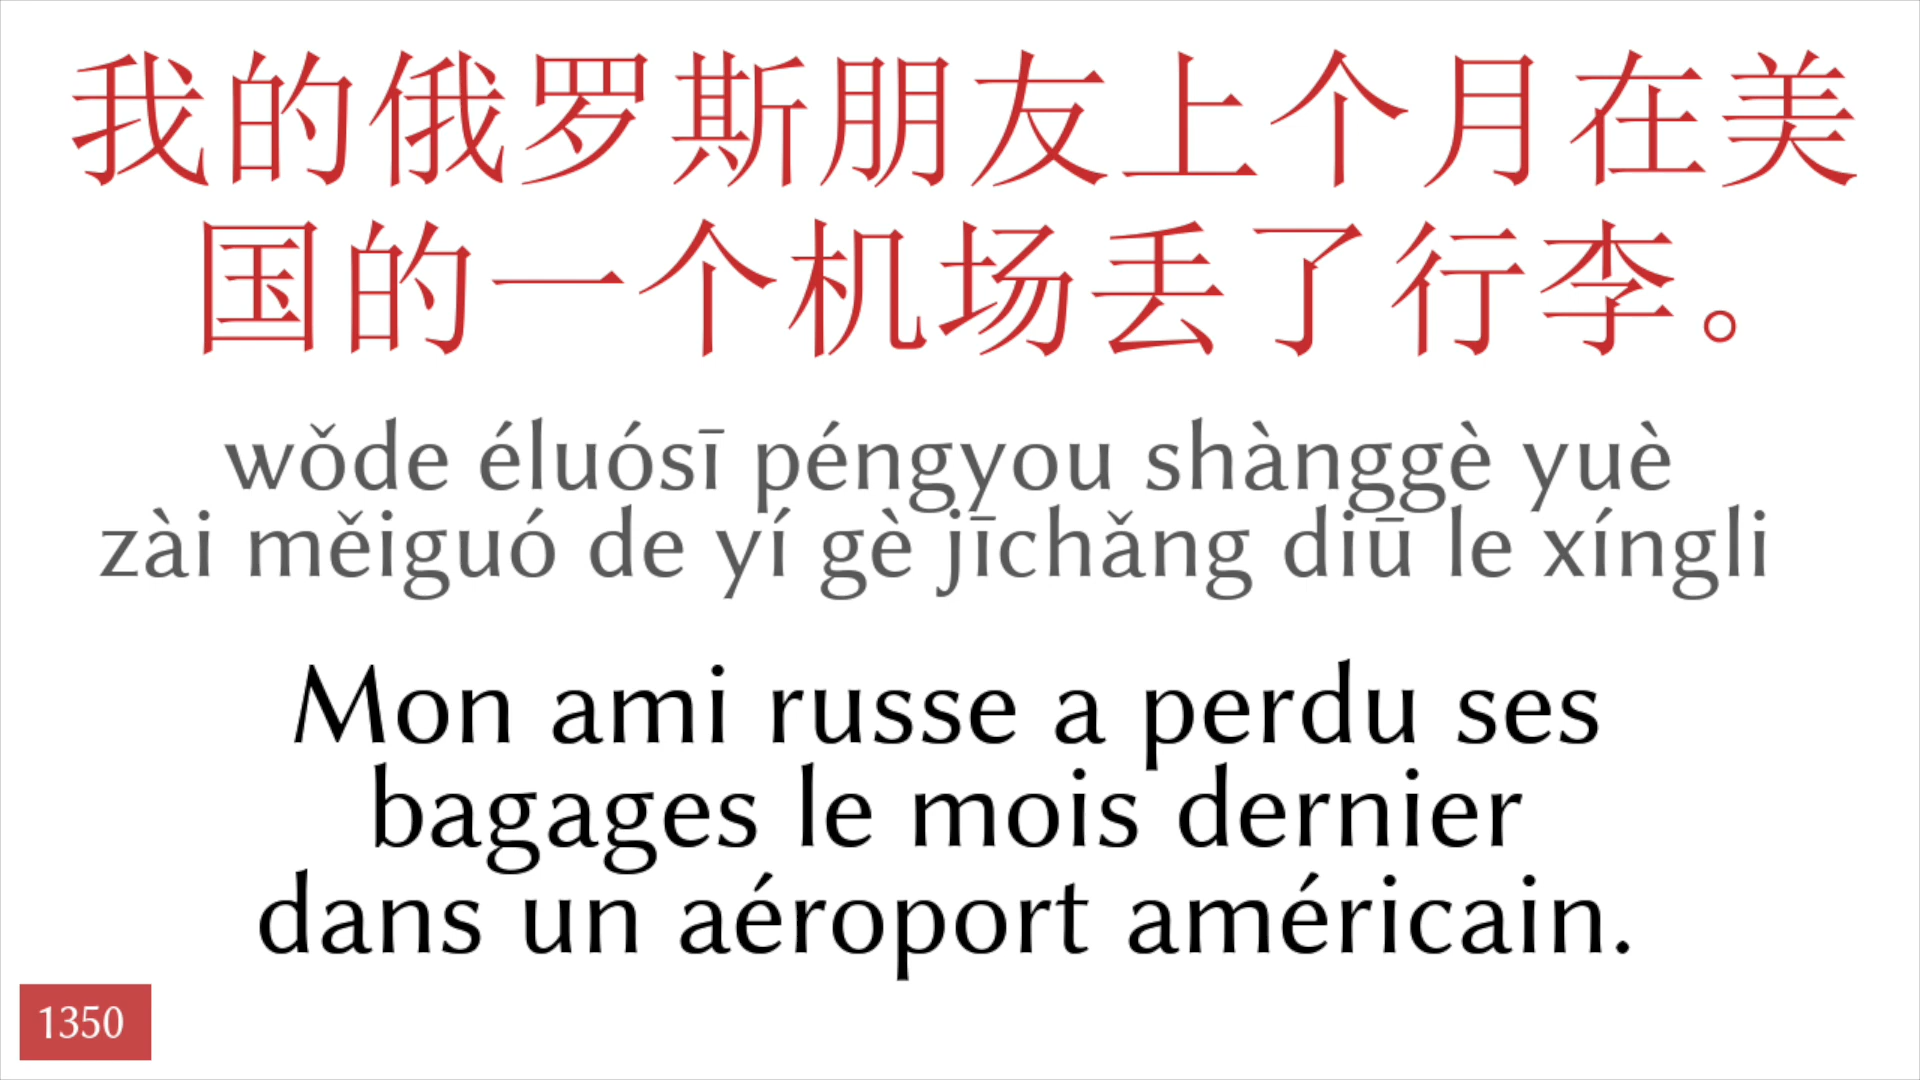 我的俄罗斯朋友上个月在美
国的一个机场丢了行李。
wǒde éluósī péngyou shànggè yuè
zài měiguó de yí gè jīchǎng diū le xíngli
Mon ami russe a perdu ses
bagages le mois dernier
dans un aéroport américain.
1350